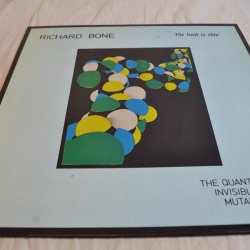 RICHARD BONE
'the beat is elite'
THE QUANT
INVISIBL
MUTA